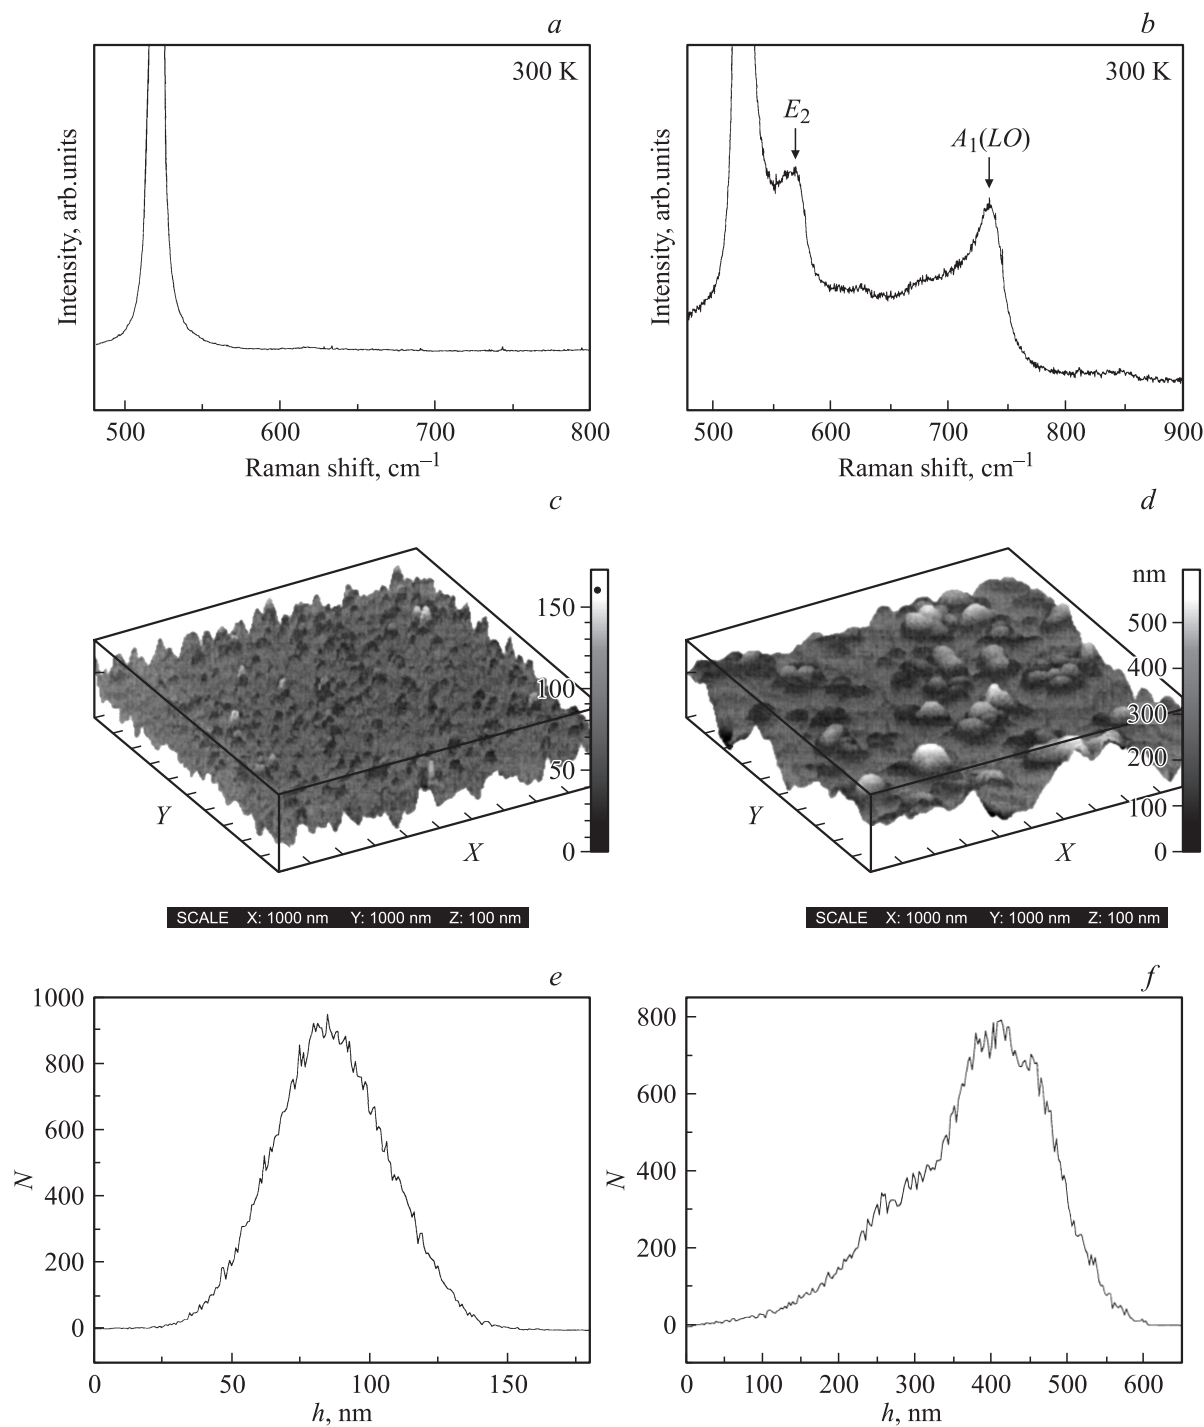 a
300 K
E2
A1(LO)
Intensity, arb.units
500 600 700 800
Raman shift, cm–1
b
300 K
Intensity, arb.units
500 600 700 800 900
Raman shift, cm–1
c
150
100
50
0
Y
X
SCALE X: 1000 nm Y: 1000 nm Z: 100 nm
d
nm
500
400
300
200
100
0
Y
X
SCALE X: 1000 nm Y: 1000 nm Z: 100 nm
e
1000
800
600
400
200
0
N
0 50 100 150
h, nm
f
800
600
400
200
0
N
0 100 200 300 400 500 600
h, nm